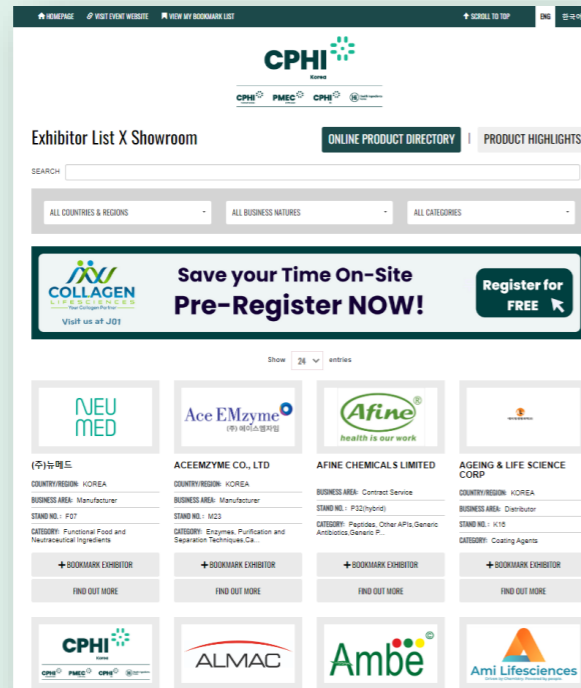 HOMEPAGE VISIT EVENT WEBSITE VIEW MY BOOKMARK LIST SCROLL TO TOP ENG 한국어
CPHI
Korea
CPHI PMEC CPHI
Exhibitor List X Showroom ONLINE PRODUCT DIRECTORY | PRODUCT HIGHLIGHTS
SEARCH
ALL COUNTRIES & REGIONS ALL BUSINESS NATURES ALL CATEGORIES
COLLAGEN
LIFESCIENCES
Your Collagen Partner
Visit us at J01
Save your Time On-Site
Pre-Register NOW!
Register for
FREE
Show 24 entries
NEU
MED
Ace EMzyme
(주) 에이스엠자임
Afine®
health is our work
(주)뉴메드
COUNTRY/REGION: KOREA
BUSINESS AREA: Manufacturer
STAND NO. : F07
CATEGORY: Functional Food and
Neutraceutical Ingredients
+ BOOKMARK EXHIBITOR
FIND OUT MORE
ACEEMZYME CO., LTD
COUNTRY/REGION: KOREA
BUSINESS AREA: Manufacturer
STAND NO. : M23
CATEGORY: Enzymes, Purification and
Separation Techniques,Ca...
+ BOOKMARK EXHIBITOR
FIND OUT MORE
AFINE CHEMICALS LIMITED
BUSINESS AREA: Contract Service
STAND NO. : P32(hybrid)
CATEGORY: Peptides, Other APIs,Generic
Antibiotics,Generic P...
+ BOOKMARK EXHIBITOR
FIND OUT MORE
AGEING & LIFE SCIENCE
CORP
COUNTRY/REGION: KOREA
BUSINESS AREA: Distributor
STAND NO. : K16
CATEGORY: Coating Agents
+ BOOKMARK EXHIBITOR
FIND OUT MORE
CPHI
Korea
CPHI PMEC CPHI
ALMAC
Ambe©
Ami Lifesciences